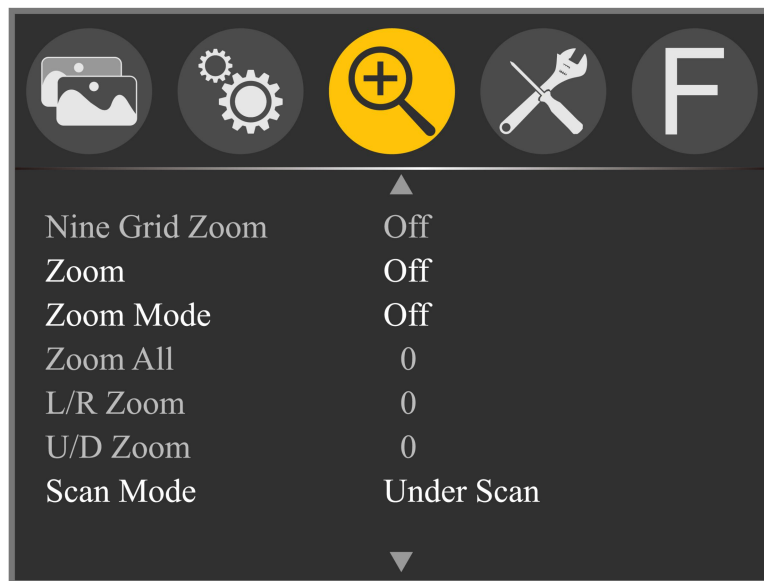 F
Nine Grid Zoom Off
Zoom Off
Zoom Mode Off
Zoom All 0
L/R Zoom 0
U/D Zoom 0
Scan Mode Under Scan